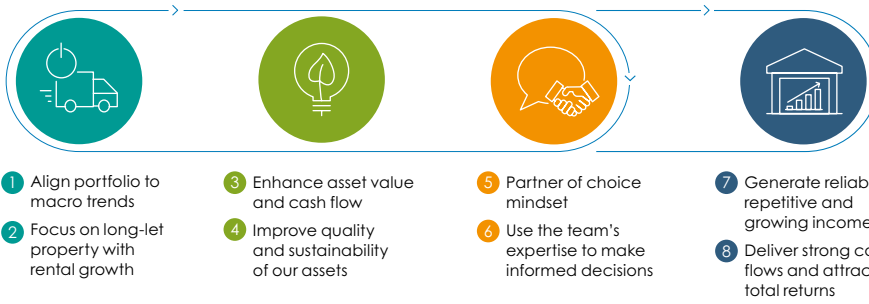 1 Align portfolio to
macro trends
2 Focus on long-let
property with
rental growth
3 Enhance asset value
and cash flow
4 Improve quality
and sustainability
of our assets
5 Partner of choice
mindset
6 Use the team’s
expertise to make
informed decisions
7 Generate
repetitive and
growing income
8 Deliver strong
flows and
total returns